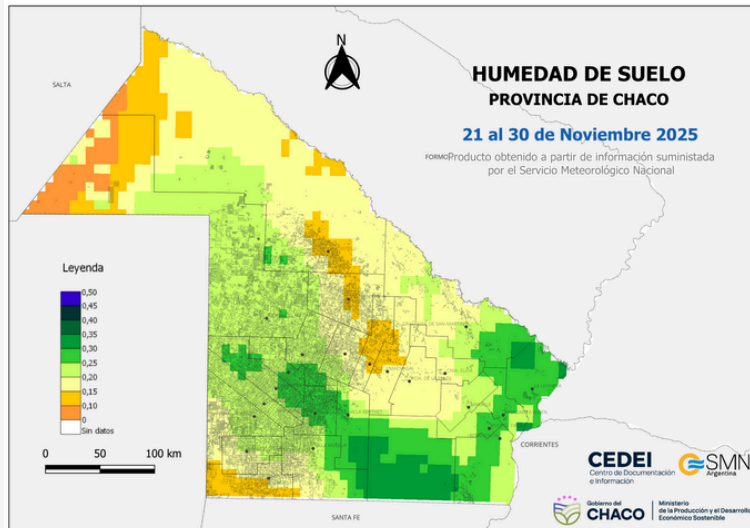 SALTA
N
HUMEDAD DE SUELO
PROVINCIA DE CHACO
21 al 30 de Noviembre 2025
FORMO
Producto obtenido a partir de información suministada
por el Servicio Meteorológico Nacional
Leyenda
0,50
0,45
0,40
0,35
0,30
0,25
0,20
0,15
0,10
0
Sin datos
0 50 100 km
CORRIENTES
SANTA FE
CEDEI
Centro de Documentación
e Información
SMN
Argentina
Gobierno del
CHACO
Ministerio
de la Producción y el Desarrollo
Económico Sostenible